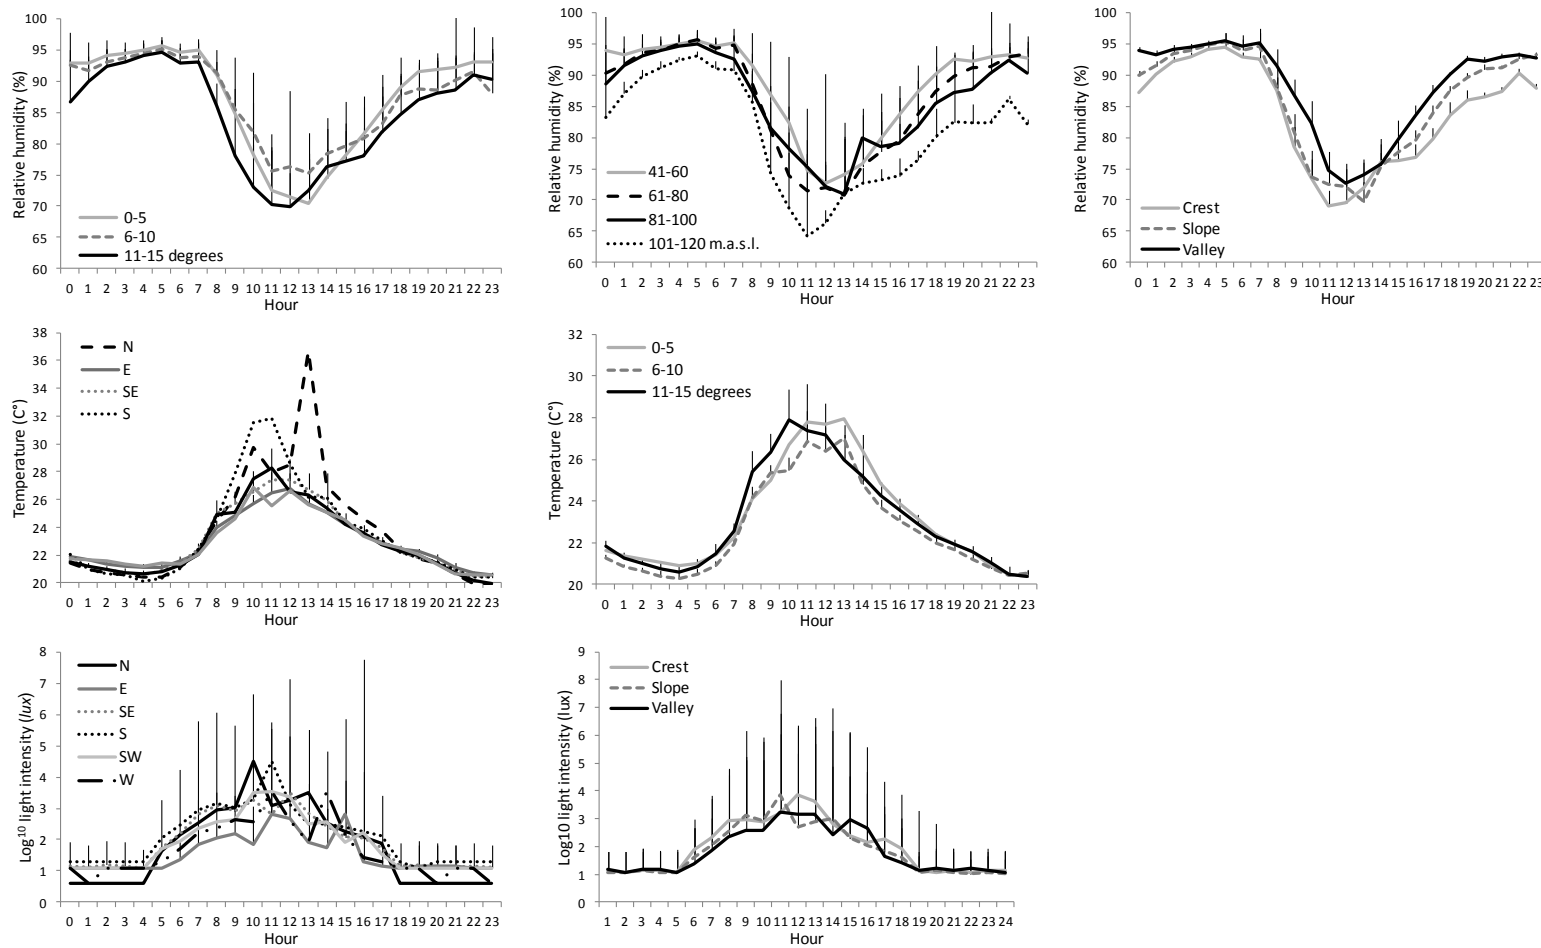 100
95
90
85
80
75
70
65
60
Relative humidity (%)
0-5
6-10
11-15 degrees
0 1 2 3 4 5 6 7 8 9 10 11 12 13 14 15 16 17 18 19 20 21 22 23
Hour
100
95
90
85
80
75
70
65
60
Relative humidity (%)
41-60
61-80
81-100
101-120 m.a.s.l.
0 1 2 3 4 5 6 7 8 9 10 11 12 13 14 15 16 17 18 19 20 21 22 23
Hour
100
95
90
85
80
75
70
65
60
Relative humidity (%)
Crest
Slope
Valley
0 1 2 3 4 5 6 7 8 9 10 11 12 13 14 15 16 17 18 19 20 21 22 23
Hour
38
36
34
32
30
28
26
24
22
20
Temperature (C°)
N
E
SE
S
0 1 2 3 4 5 6 7 8 9 10 11 12 13 14 15 16 17 18 19 20 21 22 23
Hour
32
30
28
26
24
22
20
Temperature (C°)
0-5
6-10
11-15 degrees
0 1 2 3 4 5 6 7 8 9 10 11 12 13 14 15 16 17 18 19 20 21 22 23
Hour
8
7
6
5
4
3
2
1
0
Log10 light intensity (lux)
N
E
SE
S
SW
W
0 1 2 3 4 5 6 7 8 9 10 11 12 13 14 15 16 17 18 19 20 21 22 23
Hour
9
8
7
6
5
4
3
2
1
0
Log10 light intensity (lux)
Crest
Slope
Valley
1 2 3 4 5 6 7 8 9 10 11 12 13 14 15 16 17 18 19 20 21 22 23 24
Hour